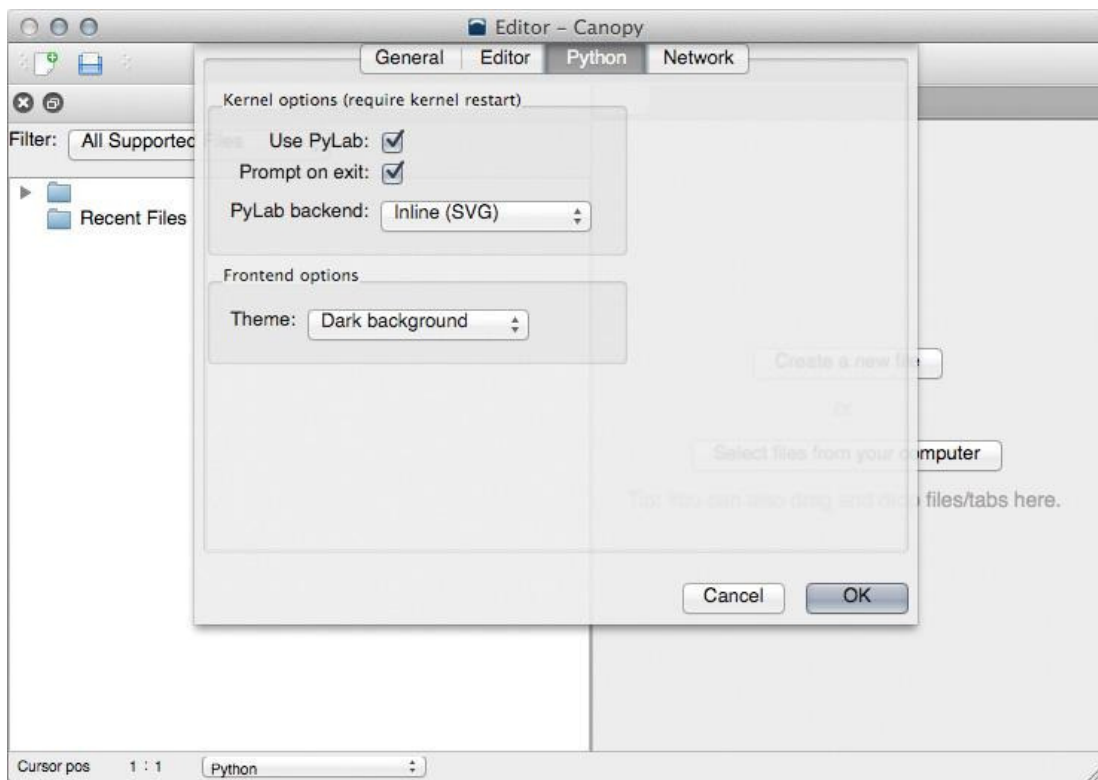 Editor – Canopy
General Editor Python Network
Kernel options (require kernel restart)
Filter: All Supported Files
Use PyLab:
Prompt on exit:
PyLab backend: Inline (SVG)
Recent Files
Frontend options
Theme: Dark background
Create a new file
or
Select files from your computer
Tip: You can also drag and drop files/tabs here.
Cancel OK
Cursor pos 1 : 1 Python